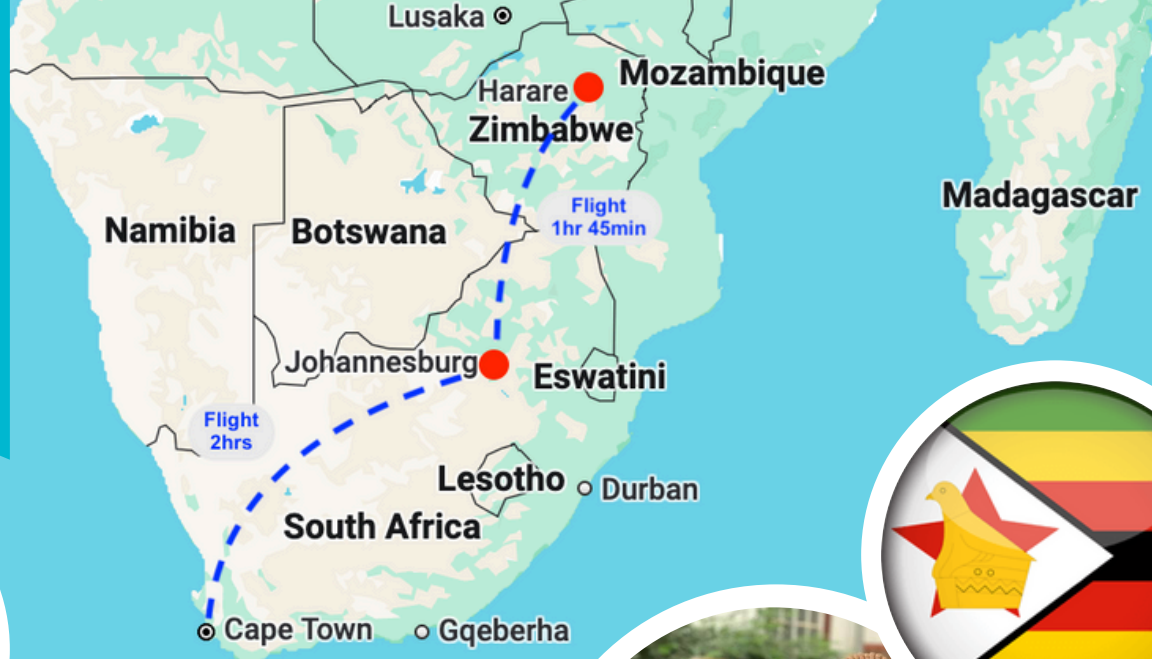 Lusaka
Mozambique
Harare
Zimbabwe
Madagascar
Flight
1hr 45min
Namibia
Botswana
Johannesburg
Eswatini
Flight
2hrs
Lesotho
Durban
South Africa
Cape Town
Gqeberha